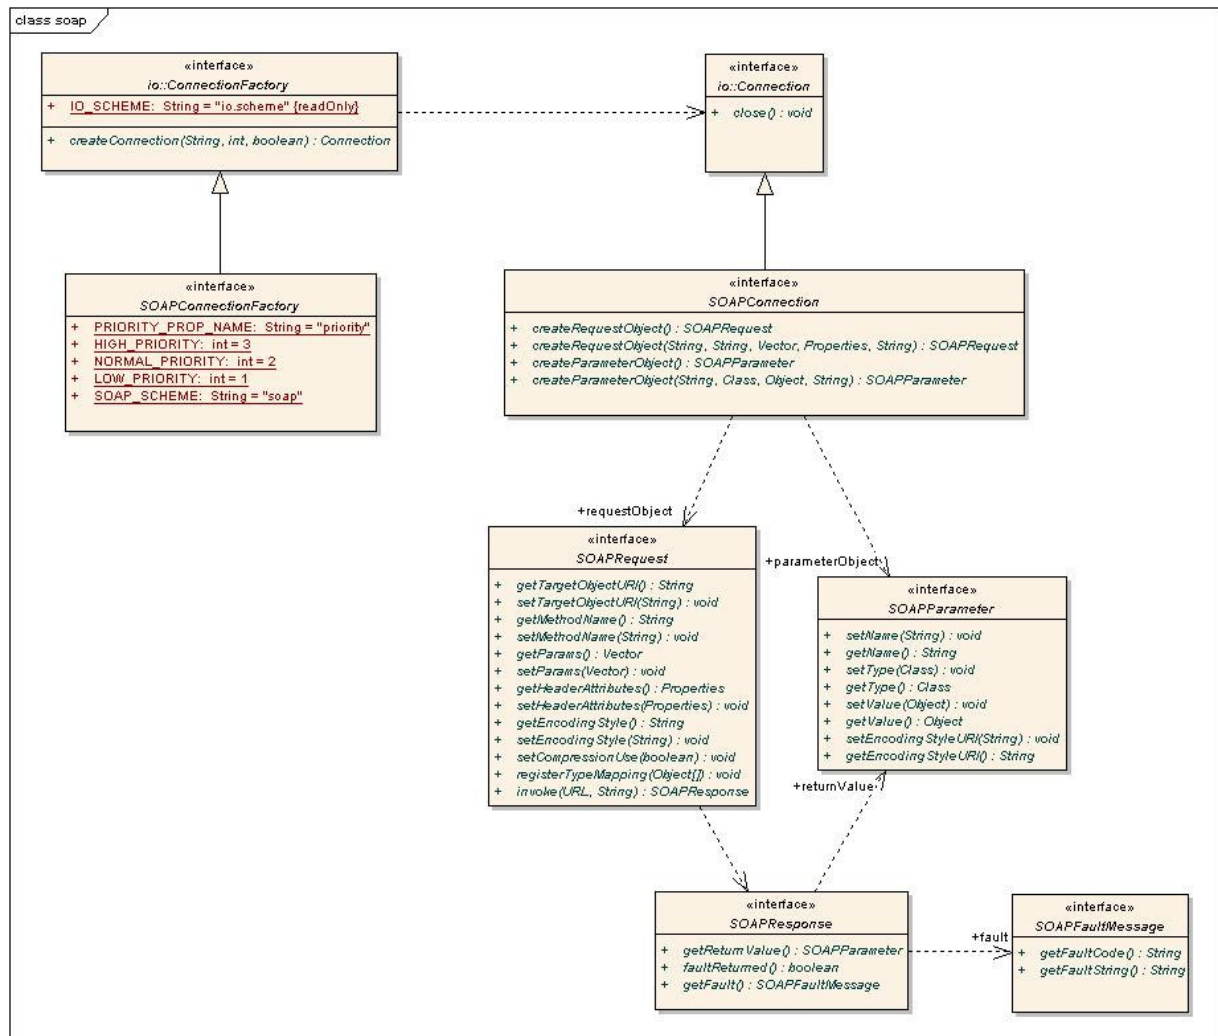 class soap
«interface»
io::ConnectionFactory
+ IO_SCHEME: String = "io.scheme" {readOnly}
+ createConnection(String, int, boolean) : Connection
«interface»
io::Connection
+ close() : void
«interface»
SOAPConnectionFactory
+ PRIORITY_PROP_NAME: String = "priority"
+ HIGH_PRIORITY: int = 3
+ NORMAL_PRIORITY: int = 2
+ LOW_PRIORITY: int = 1
+ SOAP_SCHEME: String = "soap"
«interface»
SOAPConnection
+ createRequestObject() : SOAPRequest
+ createRequestObject(String, String, Vector, Properties, String) : SOAPRequest
+ createParameterObject() : SOAPParameter
+ createParameterObject(String, Class, Object, String) : SOAPParameter
+requestObject
+parameterObject
«interface»
SOAPRequest
+ getTargetObjectURI() : String
+ setTargetObjectURI(String) : void
+ getMethodName() : String
+ setMethodName(String) : void
+ getParams() : Vector
+ setParams(Vector) : void
+ getHeaderAttributes() : Properties
+ setHeaderAttributes(Properties) : void
+ getEncodingStyle() : String
+ setEncodingStyle(String) : void
+ setCompressionUse(boolean) : void
+ registerTypeMapping(Object[]) : void
+ invoke(URL, String) : SOAPResponse
«interface»
SOAPParameter
+ setName(String) : void
+ getName() : String
+ setType(Class) : void
+ getType() : Class
+ setValue(Object) : void
+ getValue() : Object
+ setEncodingStyleURI(String) : void
+ getEncodingStyleURI() : String
+returnValue
«interface»
SOAPResponse
+ getReturnValue() : SOAPParameter
+ faultReturned() : boolean
+ getFault() : SOAPFaultMessage
+fault
«interface»
SOAPFaultMessage
+ getFaultCode() : String
+ getFaultString() : String